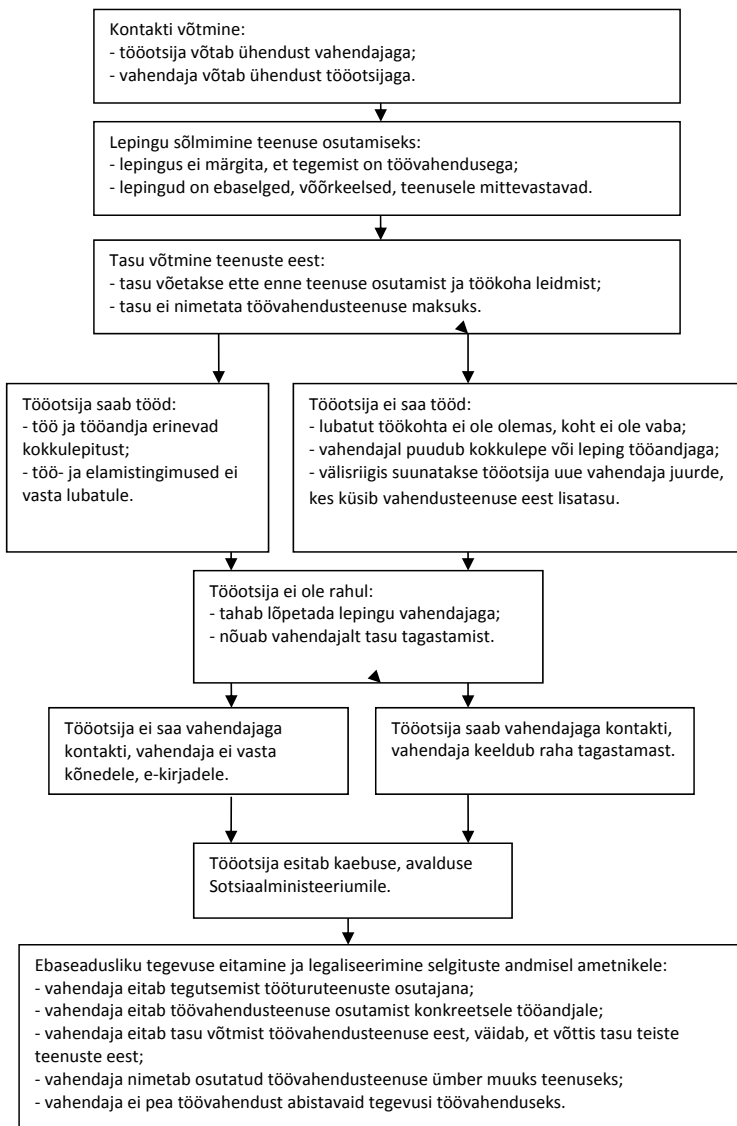 Kontakti võtmine:
- tööotsija võtab ühendust vahendajaga;
- vahendaja võtab ühendust tööotsijaga.
Lepingu sõlmimine teenuse osutamiseks:
- lepingus ei märgita, et tegemist on töövahendusega;
- lepingud on ebaselged, võõrkeelsed, teenusele mittevastavad.
Tasu võtmine teenuste eest:
- tasu võetakse ette enne teenuse osutamist ja töökoha leidmist;
- tasu ei nimetata töövahendusteenuse maksuks.
Tööotsija saab tööd:
- töö ja tööandja erinevad
kokkulepitust;
- töö- ja elamistingimused ei
vasta lubatule.
Tööotsija ei saa tööd:
- lubatut töökohta ei ole olemas, koht ei ole vaba;
- vahendajal puudub kokkulepe või leping tööandjaga;
- välisriigis suunatakse tööotsija uue vahendaja juurde,
kes küsib vahendusteenuse eest lisatasu.
Tööotsija ei ole rahul:
- tahab lõpetada lepingu vahendajaga;
- nõuab vahendajalt tasu tagastamist.
Tööotsija ei saa vahendajaga
kontakti, vahendaja ei vasta
kõnedele, e-kirjadele.
Tööotsija saab vahendajaga kontakti,
vahendaja keeldub raha tagastamast.
Tööotsija esitab kaebuse, avalduse
Sotsiaalministeeriumile.
Ebaseadusliku tegevuse eitamine ja legaliseerimine selgituste andmisel ametnikele:
- vahendaja eitab tegutsemist tööturuteenuste osutajana;
- vahendaja eitab töövahendusteenuse osutamist konkreetsele tööandjale;
- vahendaja eitab tasu võtmist töövahendusteenuse eest, väidab, et võttis tasu teiste
teenuste eest;
- vahendaja nimetab osutatud töövahendusteenuse ümber muuks teenuseks;
- vahendaja ei pea töövahendust abistavaid tegevusi töövahenduseks.